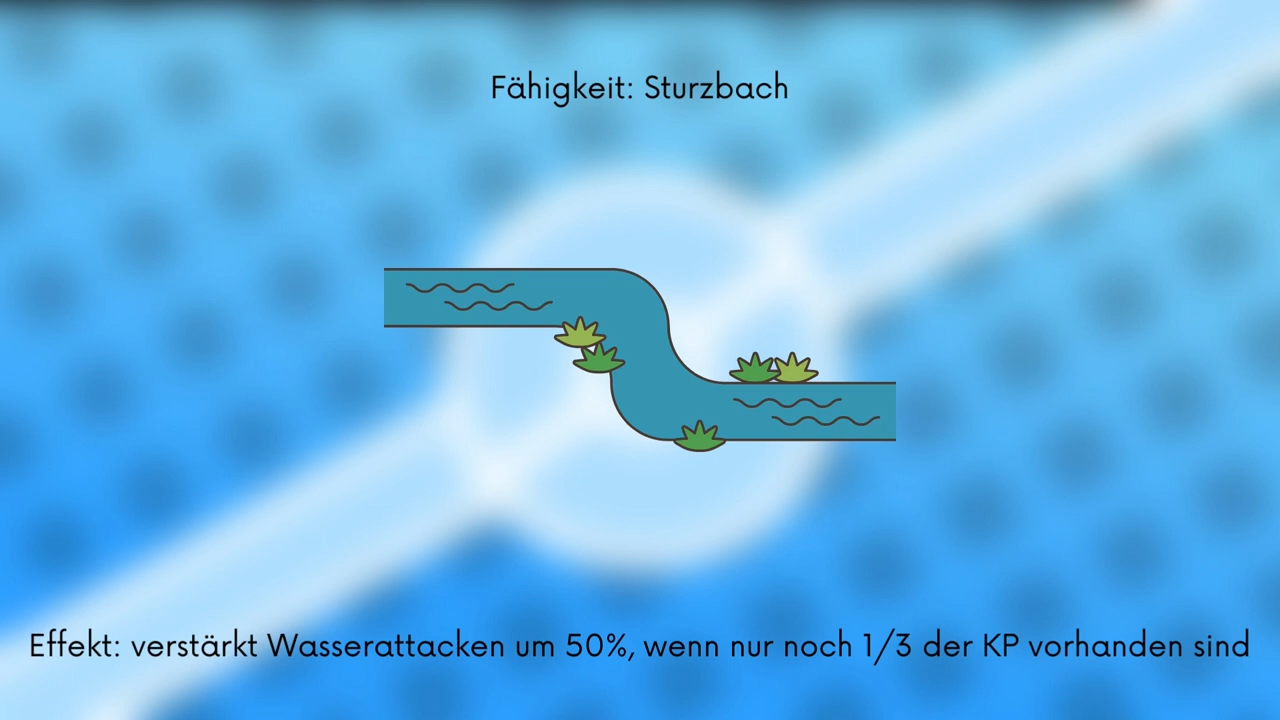 Fähigkeit: Sturzbach
Effekt: verstärkt Wasserattacken um 50%, wenn nur noch 1/3 der KP vorhanden sind